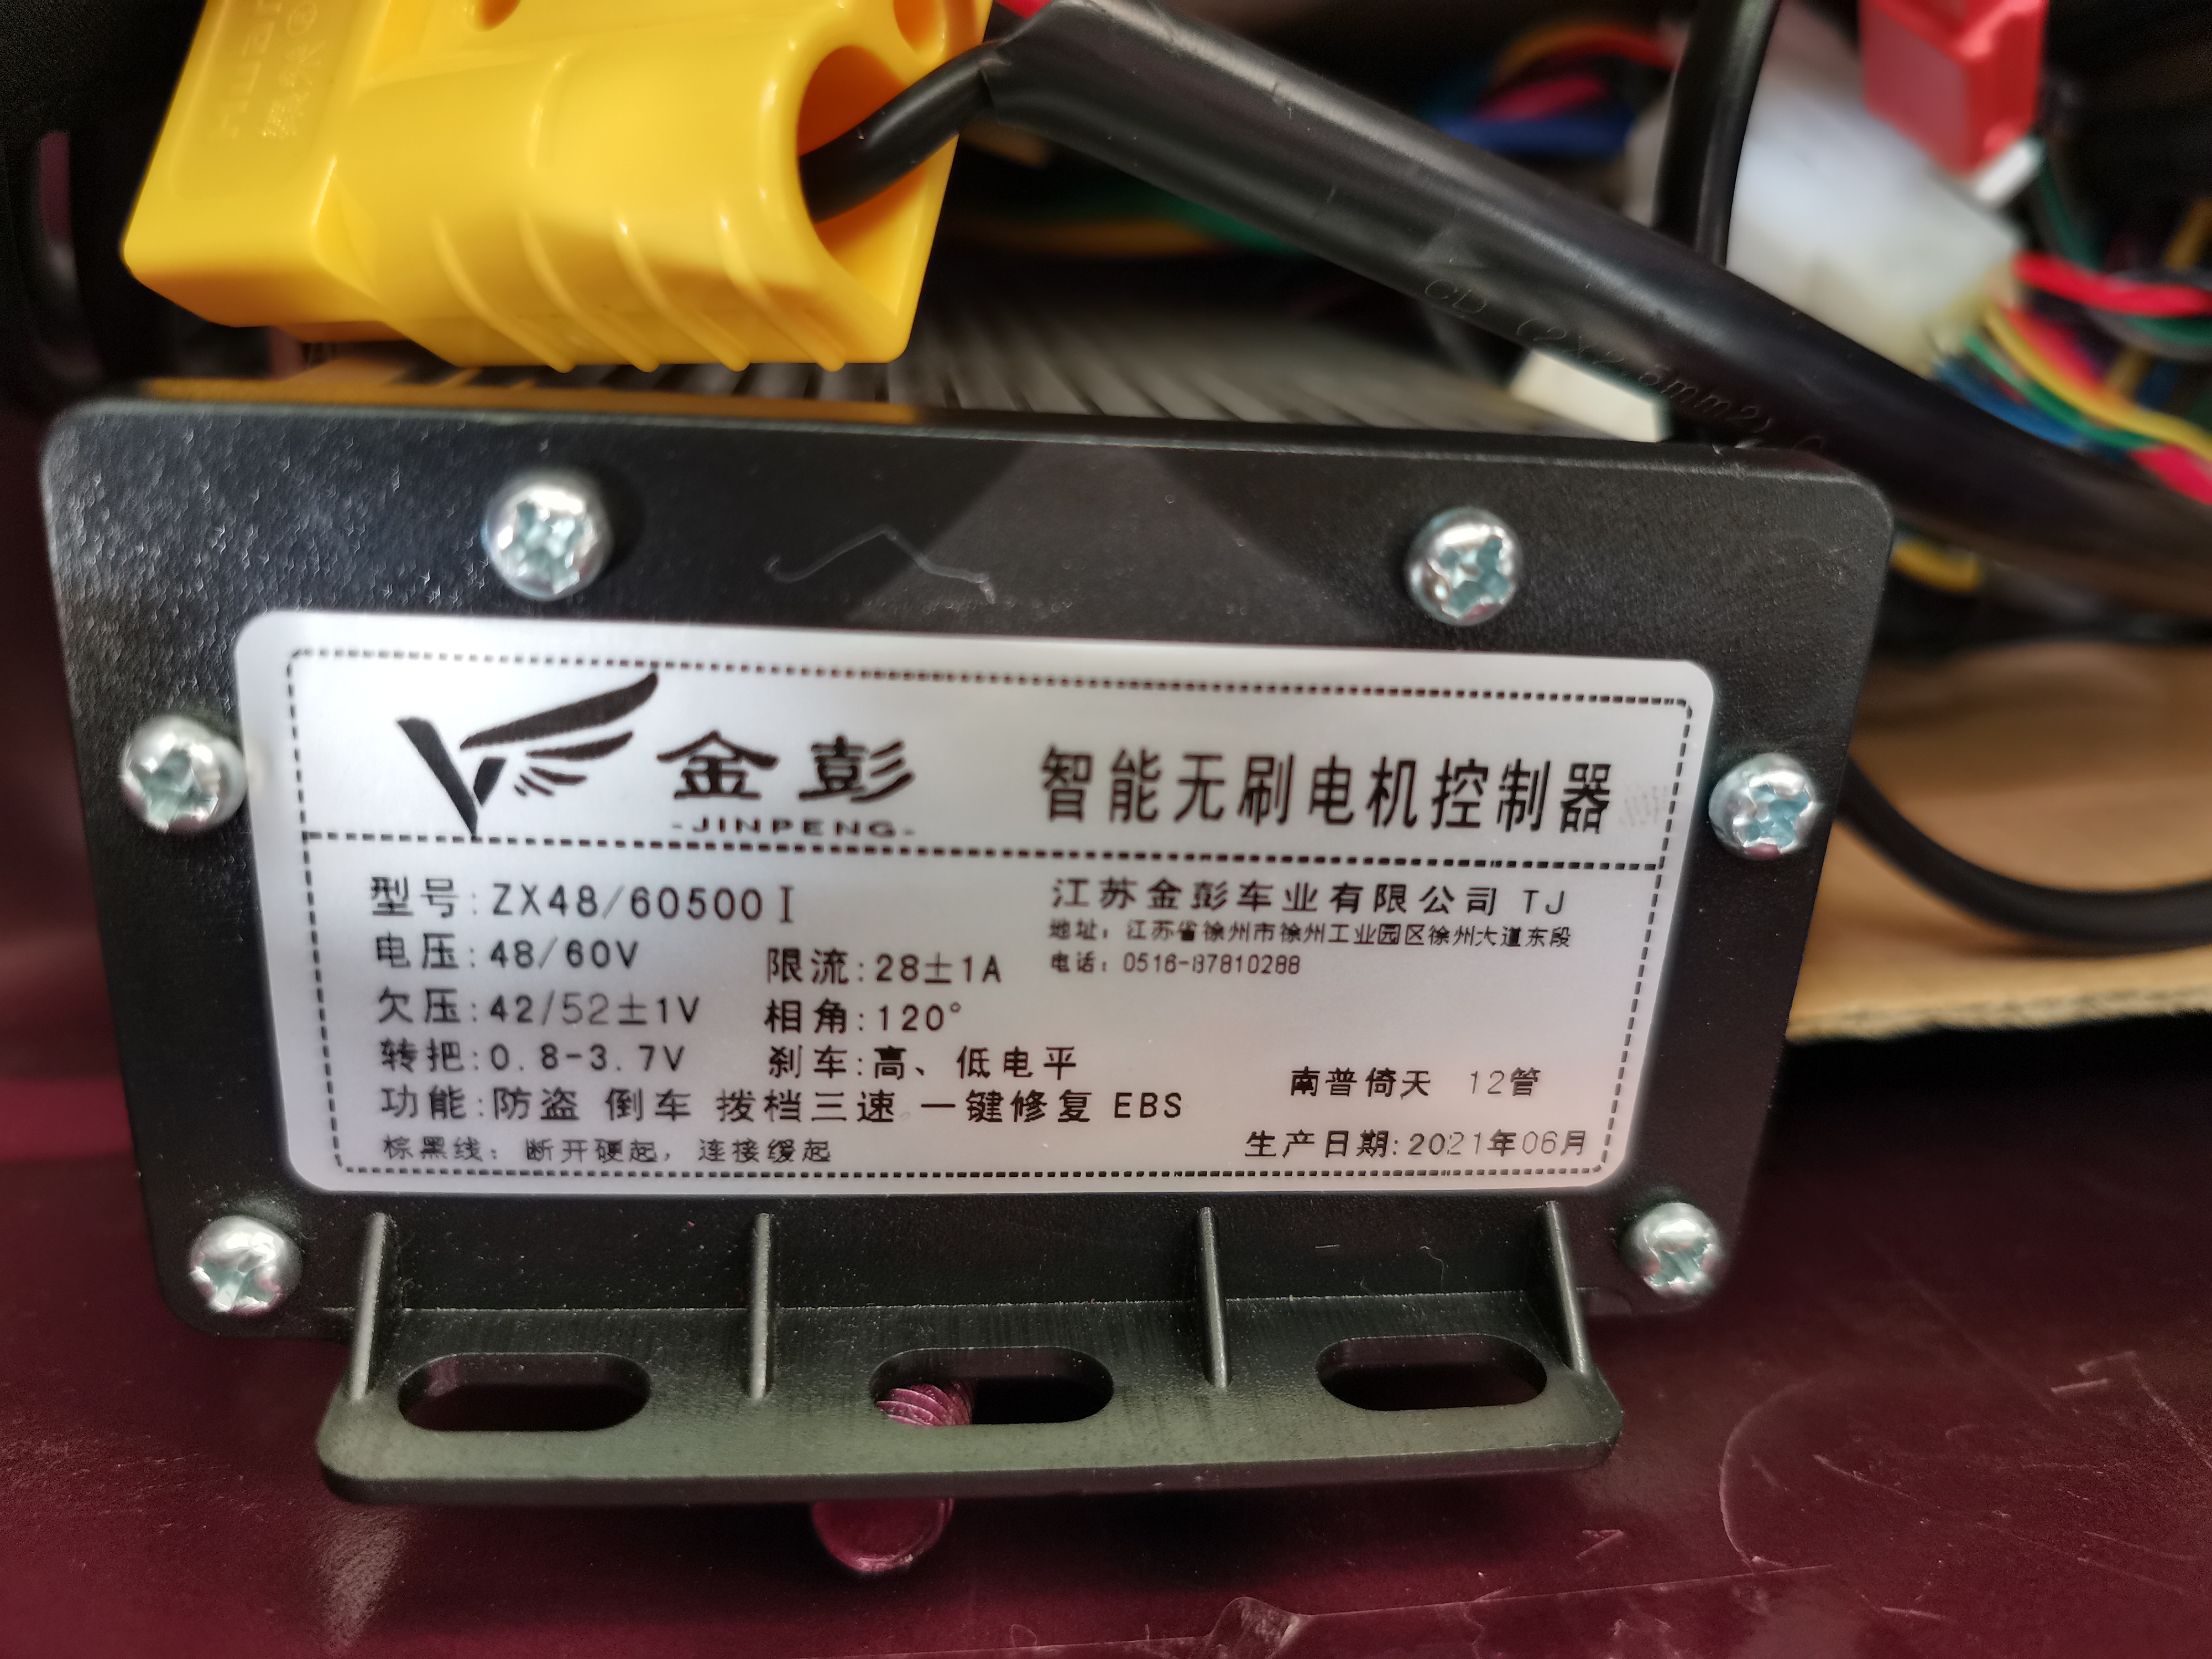 CD (2X2.5mm2)
金彭
-JINPENG-
智能无刷电机控制器
型号:ZX48/60500Ⅰ
电压:48/60V
限流:28±1A
欠压:42/52±1V
相角:120°
转把:0.8-3.7V
刹车:高、低电平
功能:防盗 倒车 拨档三速 一键修复 EBS
棕黑线：断开硬起，连接缓起
江苏金彭车业有限公司 TJ
地址：江苏省徐州市徐州工业园区徐州大道东段
电话：0516-87810288
南普倚天 12管
生产日期:2021年06月